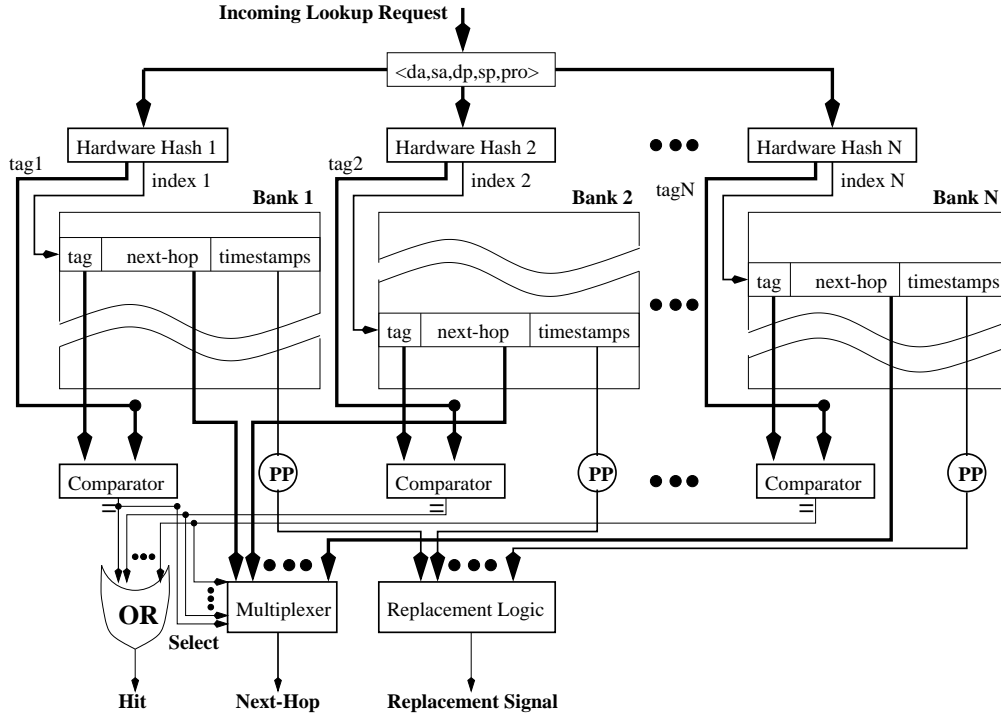 Incoming Lookup Request
<da,sa,dp,sp,pro>
Hardware Hash 1
Hardware Hash 2
Hardware Hash N
tag1
index 1
tag2
index 2
tagN
index N
Bank 1
Bank 2
Bank N
tag next-hop timestamps
tag next-hop timestamps
tag next-hop timestamps
PP
PP
PP
Comparator
Comparator
Comparator
=
=
=
OR
Select
Multiplexer
Replacement Logic
Hit
Next-Hop
Replacement Signal